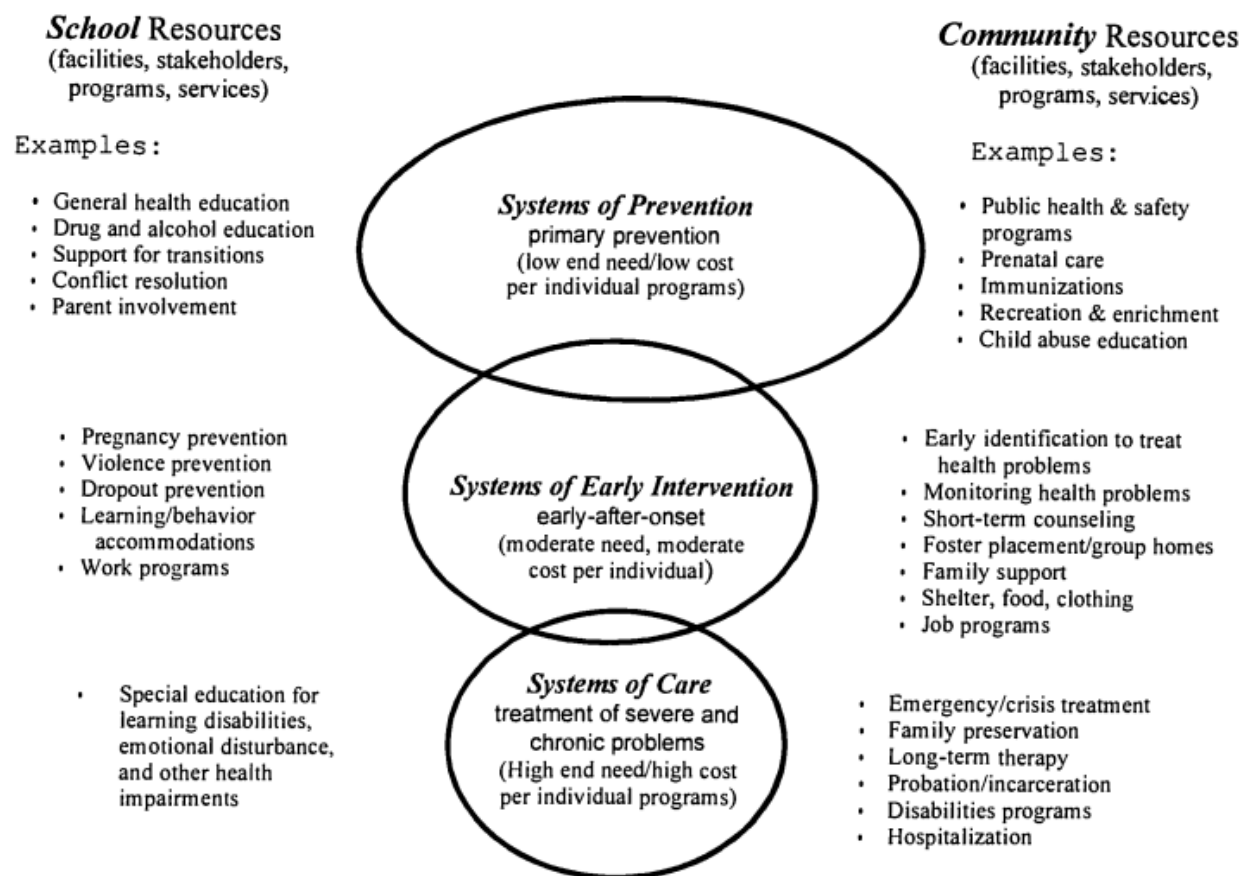 School Resources
(facilities, stakeholders,
programs, services)
Examples:
• General health education
• Drug and alcohol education
• Support for transitions
• Conflict resolution
• Parent involvement
• Pregnancy prevention
• Violence prevention
• Dropout prevention
• Learning/behavior
accommodations
• Work programs
• Special education for
learning disabilities,
emotional disturbance,
and other health
impairments
Systems of Prevention
primary prevention
(low end need/low cost
per individual programs)
Systems of Early Intervention
early-after-onset
(moderate need, moderate
cost per individual)
Systems of Care
treatment of severe and
chronic problems
(High end need/high cost
per individual programs)
Community Resources
(facilities, stakeholders,
programs, services)
Examples:
• Public health & safety
programs
• Prenatal care
• Immunizations
• Recreation & enrichment
• Child abuse education
• Early identification to treat
health problems
• Monitoring health problems
• Short-term counseling
• Foster placement/group homes
• Family support
• Shelter, food, clothing
• Job programs
• Emergency/crisis treatment
• Family preservation
• Long-term therapy
• Probation/incarceration
• Disabilities programs
• Hospitalization